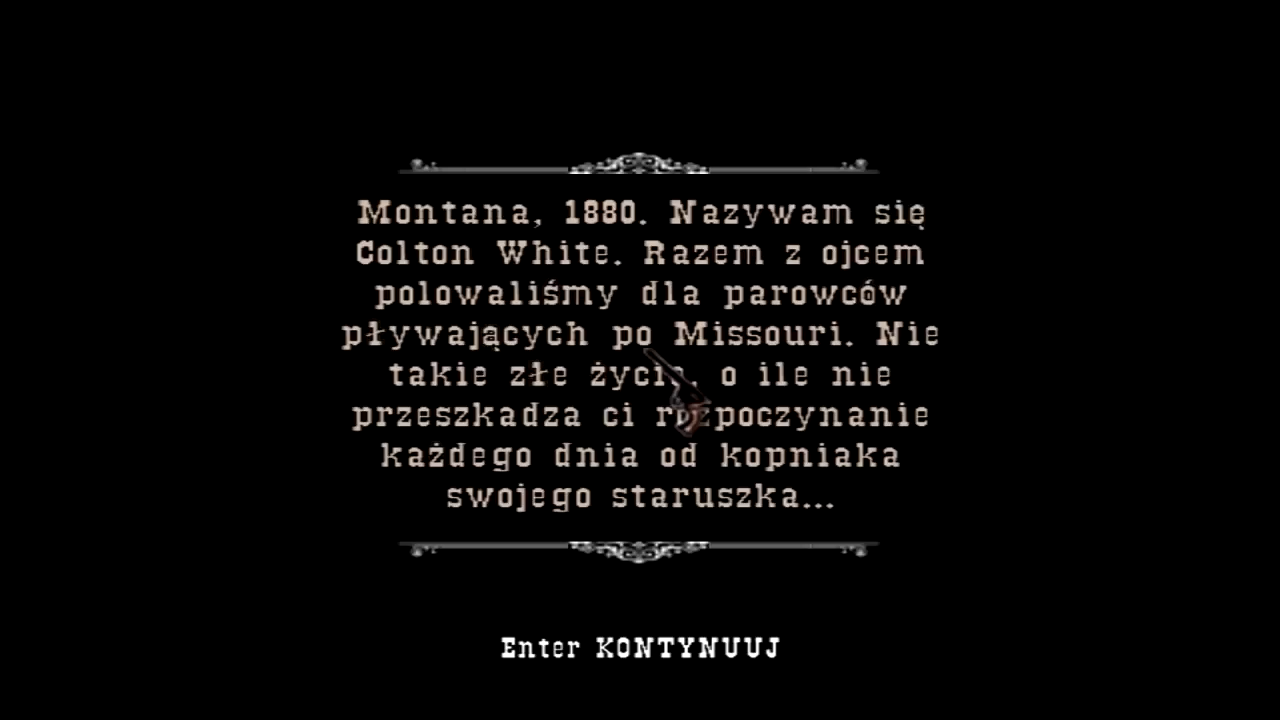 Montana, 1880. Nazywam się
Colton White. Razem z ojcem
polowaliśmy dla parowców
pływających po Missouri. Nie
takie złe życie, o ile nie
przeszkadza ci rozpoczynanie
każdego dnia od kopniaka
swojego staruszka...
Enter KONTYNUUJ